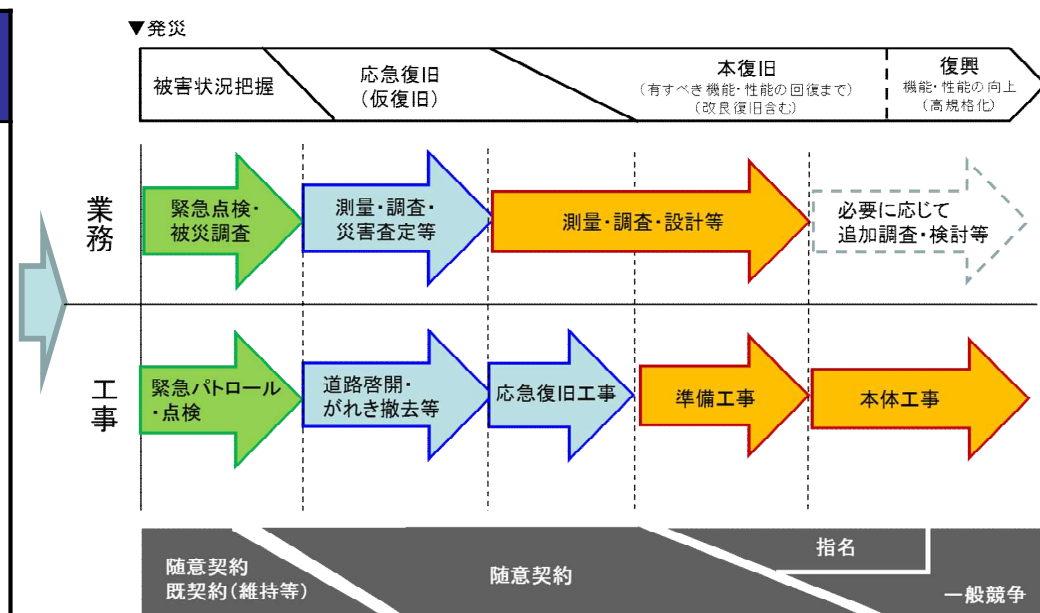 ▼発災
被害状況把握
応急復旧
(仮復旧)
本復旧
(有すべき機能・性能の回復まで)
(改良復旧含む)
復興
機能・性能の向上
(高規格化)
業務
緊急点検・
被災調査
測量・調査・
災害査定等
測量・調査・設計等
必要に応じて
追加調査・検討等
工事
緊急パトロール
・点検
道路啓開・
がれき撤去等
応急復旧工事
準備工事
本体工事
随意契約
既契約(維持等)
随意契約
指名
一般競争